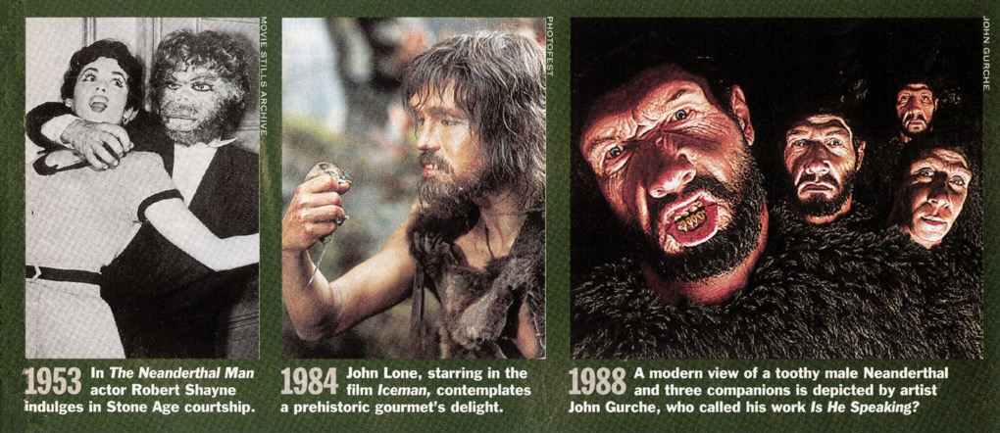 MOVIE STILLS ARCHIVE
1953 In The Neanderthal Man
actor Robert Shayne
indulges in Stone Age courtship.
PHOTOFEST
1984 John Lone, starring in the
film Iceman, contemplates
a prehistoric gourmet's delight.
JOHN GURCHE
1988 A modern view of a toothy male Neanderthal
and three companions is depicted by artist
John Gurche, who called his work Is He Speaking?